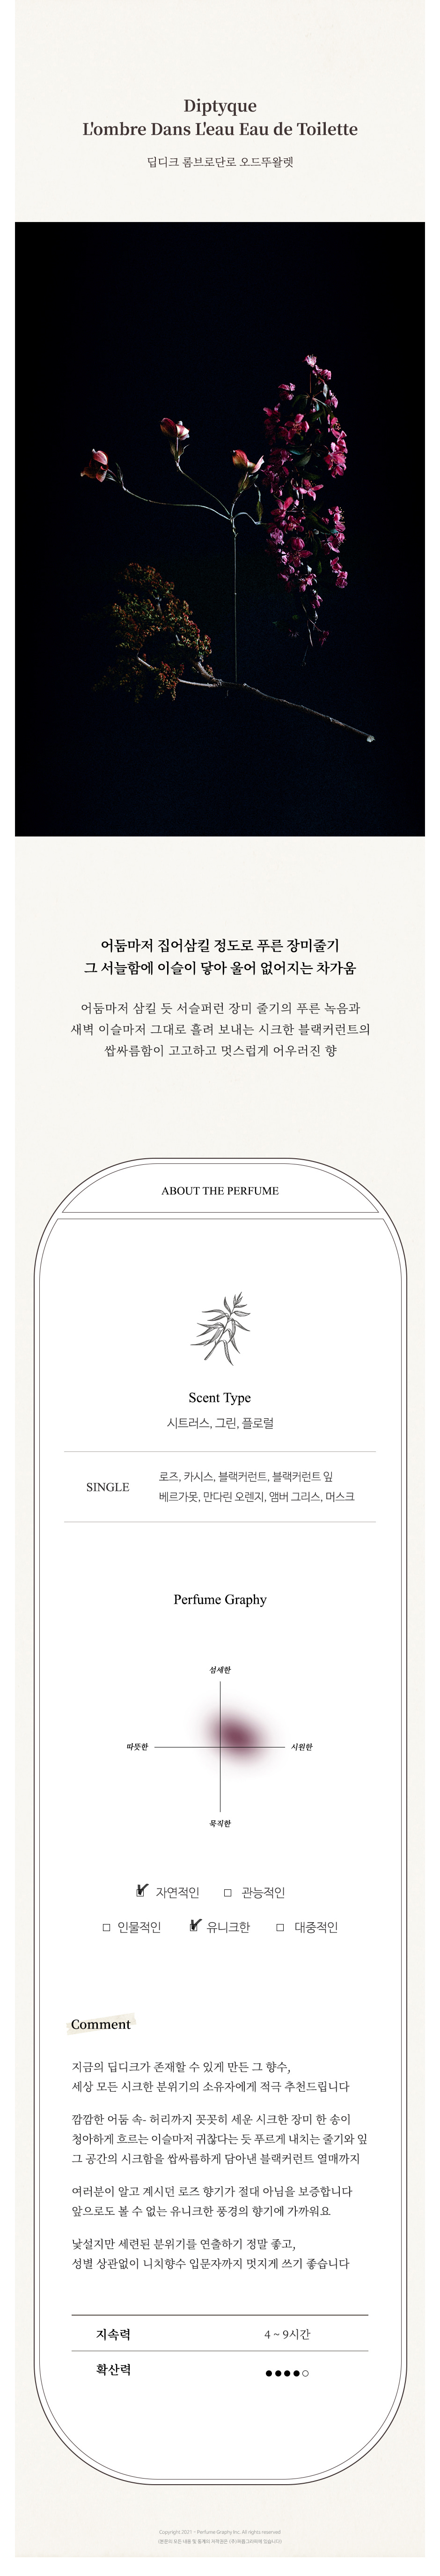 Diptyque
L'ombre Dans L'eau Eau de Toilette
딥디크 롬브로단로 오드뚜왈렛
어둠마저 집어삼킬 정도로 푸른 장미줄기
그 서늘함에 이슬이 닿아 울어 없어지는 차가움
어둠마저 삼킬 듯 서슬퍼런 장미 줄기의 푸른 녹음과
새벽 이슬마저 그대로 흘려 보내는 시크한 블랙커런트의
쌉싸름함이 고고하고 멋스럽게 어우러진 향
ABOUT THE PERFUME
Scent Type
시트러스, 그린, 플로럴
SINGLE
로즈, 카시스, 블랙커런트, 블랙커런트 잎
베르가못, 만다린 오렌지, 앰버 그리스, 머스크
Perfume Graphy
섬세한
따뜻한
시원한
묵직한
자연적인
관능적인
인물적인
유니크한
대중적인
Comment
지금의 딥디크가 존재할 수 있게 만든 그 향수,
세상 모든 시크한 분위기의 소유자에게 적극 추천드립니다
깜깜한 어둠 속- 허리까지 꼿꼿히 세운 시크한 장미 한 송이
청아하게 흐르는 이슬마저 귀찮다는 듯 푸르게 내치는 줄기와 잎
그 공간의 시크함을 쌉싸름하게 담아낸 블랙커런트 열매까지
여러분이 알고 계시던 로즈 향기가 절대 아님을 보증합니다
앞으로도 볼 수 없는 유니크한 풍경의 향기에 가까워요
낯설지만 세련된 분위기를 연출하기 정말 좋고,
성별 상관없이 니치향수 입문자까지 멋지게 쓰기 좋습니다
지속력
4 ~ 9시간
확산력
Copyright 2021 - Perfume Graphy.Inc. All rights reserved